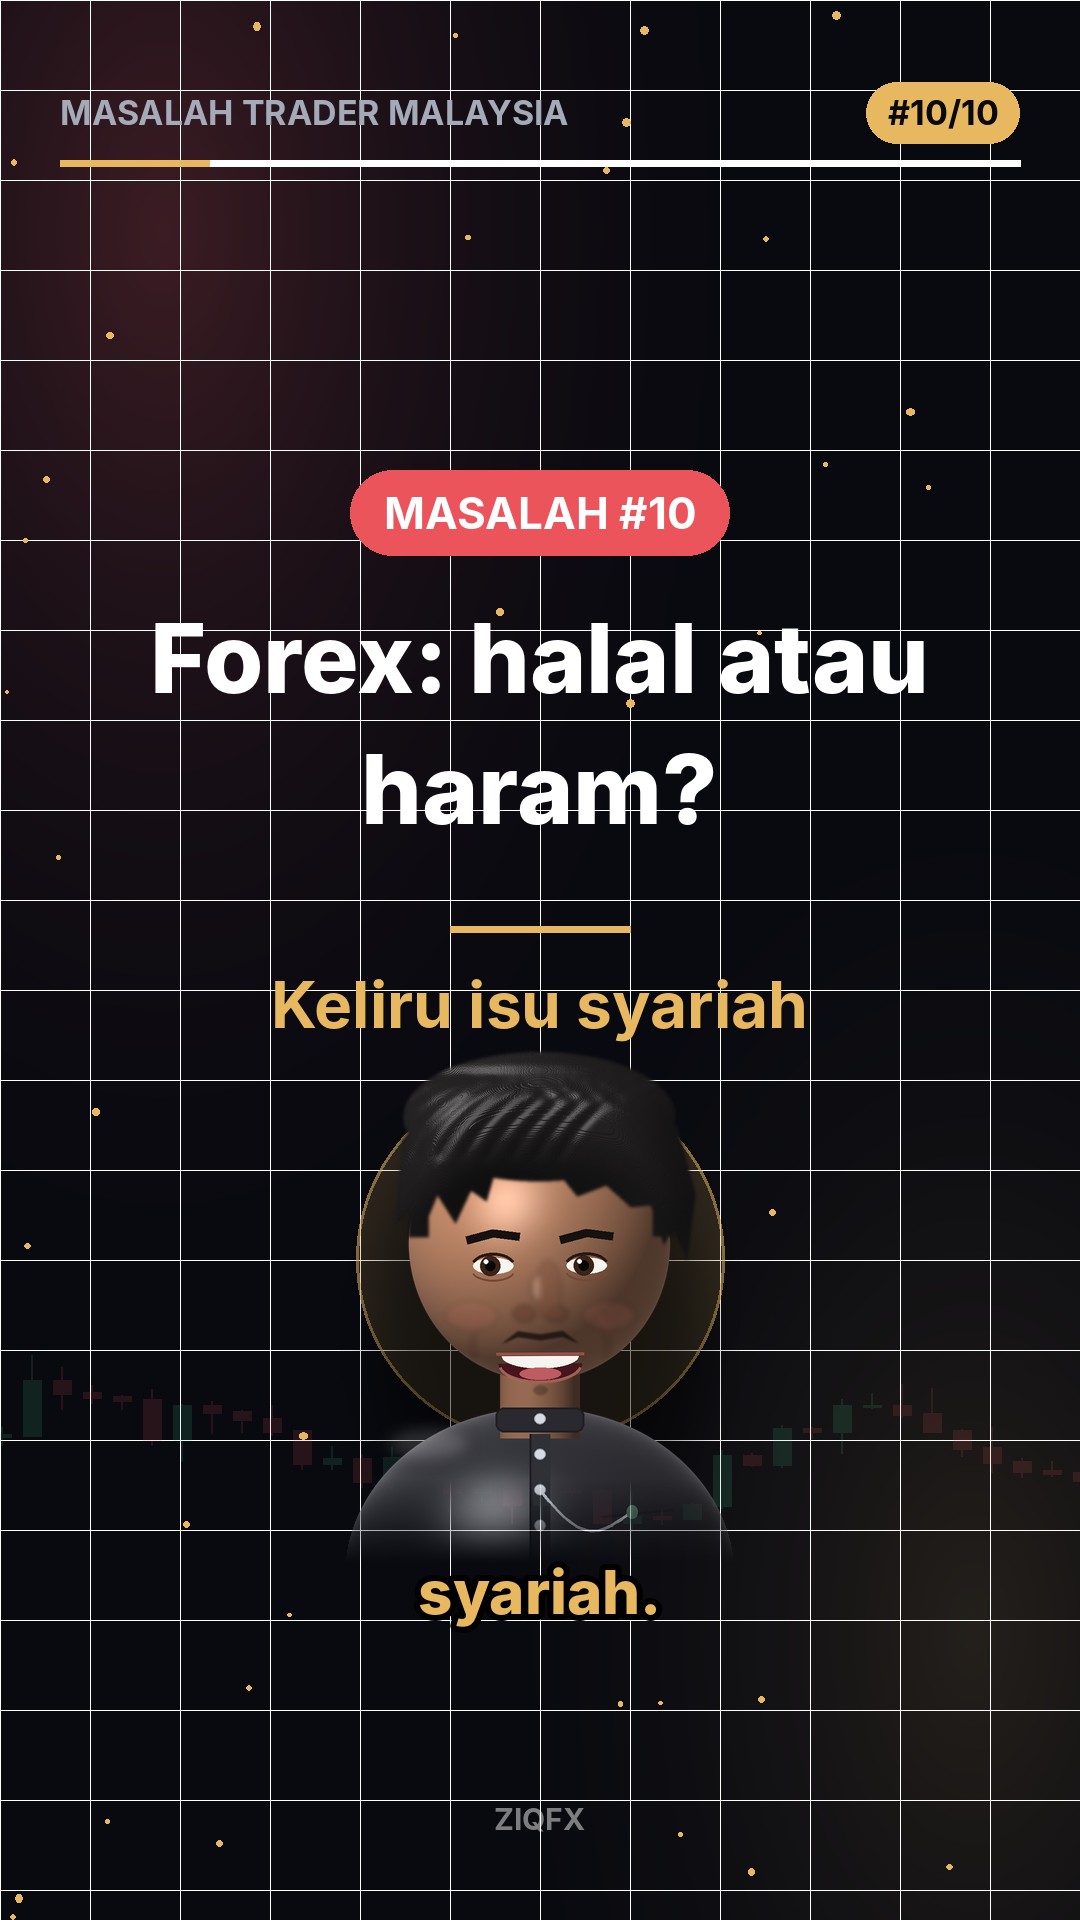 MASALAH TRADER MALAYSIA
#10/10
MASALAH #10
Forex: halal atau
haram?
Keliru isu syariah
syariah.
ZIQFX